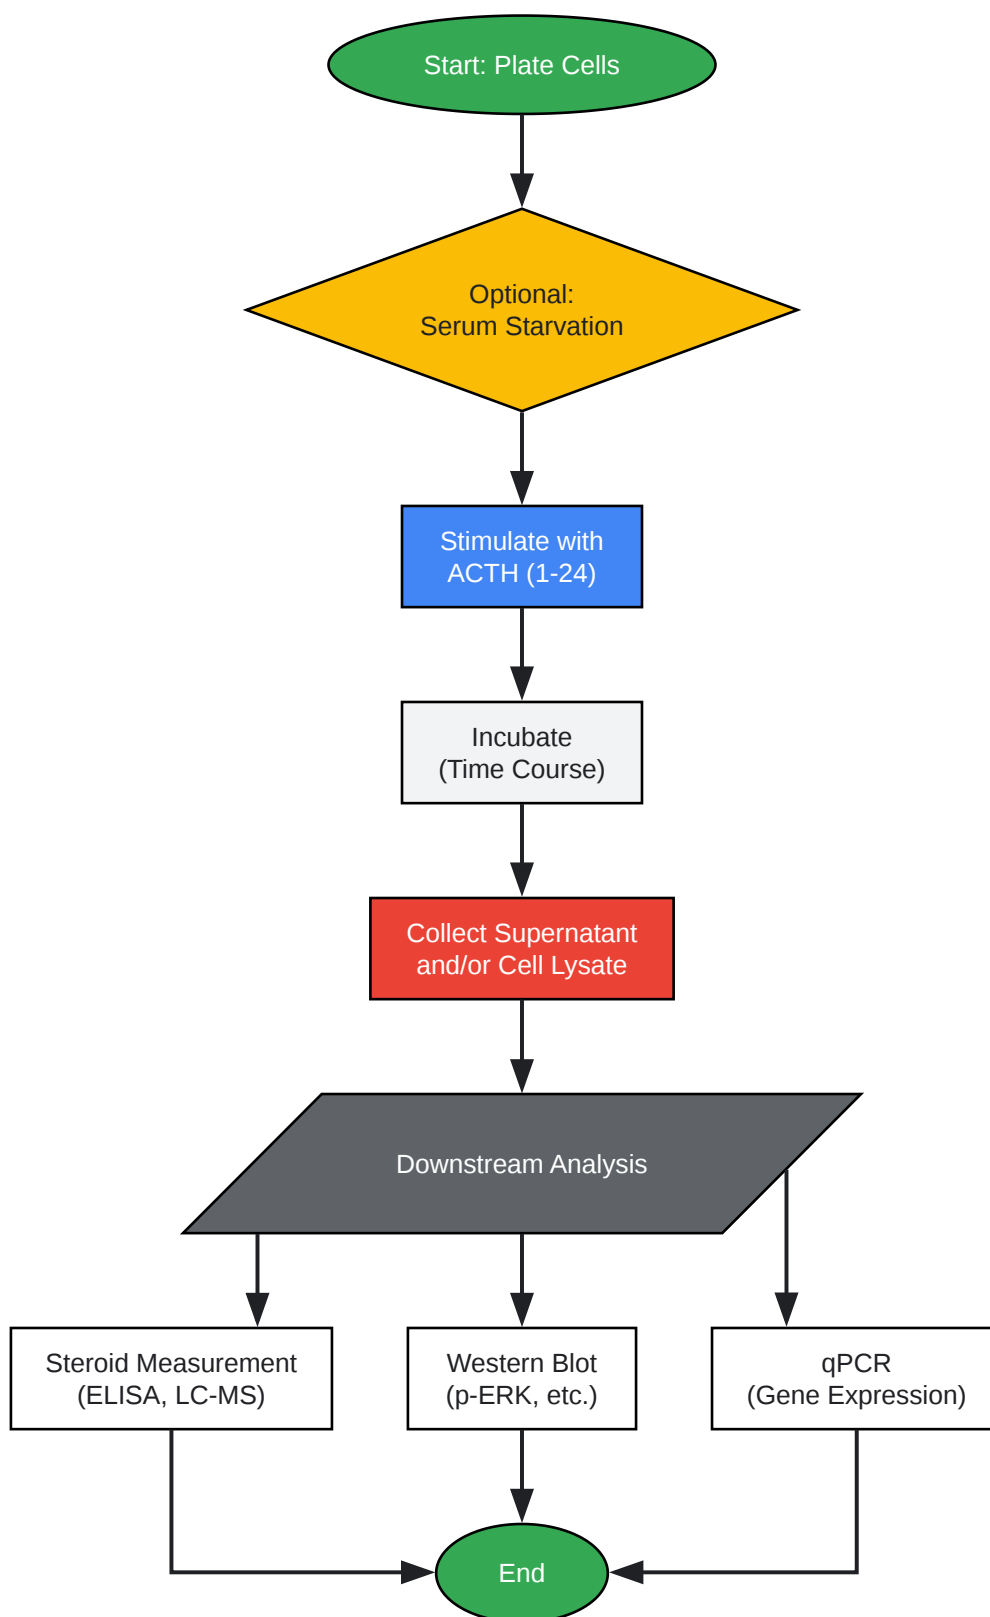 Start: Plate Cells
Optional:
Serum Starvation
Stimulate with
ACTH (1-24)
Incubate
(Time Course)
Collect Supernatant
and/or Cell Lysate
Downstream Analysis
Steroid Measurement
(ELISA, LC-MS)
Western Blot
(p-ERK, etc.)
qPCR
(Gene Expression)
End